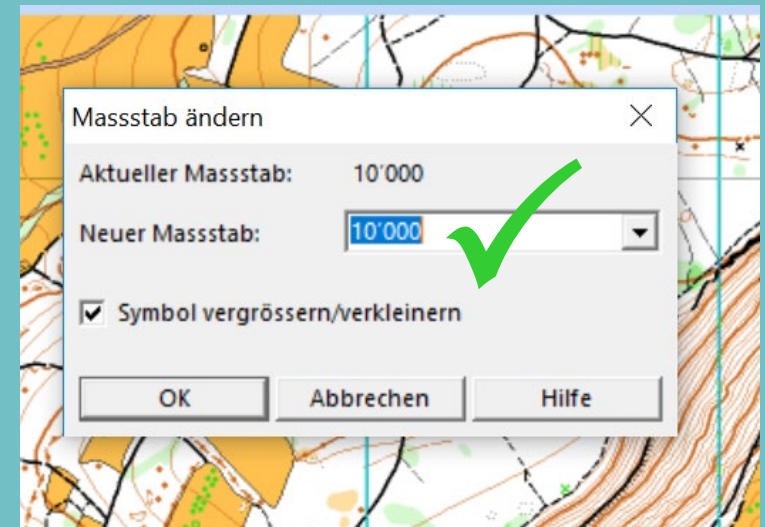 Massstab ändern
Aktueller Massstab: 10'000
Neuer Massstab: 10'000
Symbol vergrössern/verkleinern
OK Abbrechen Hilfe